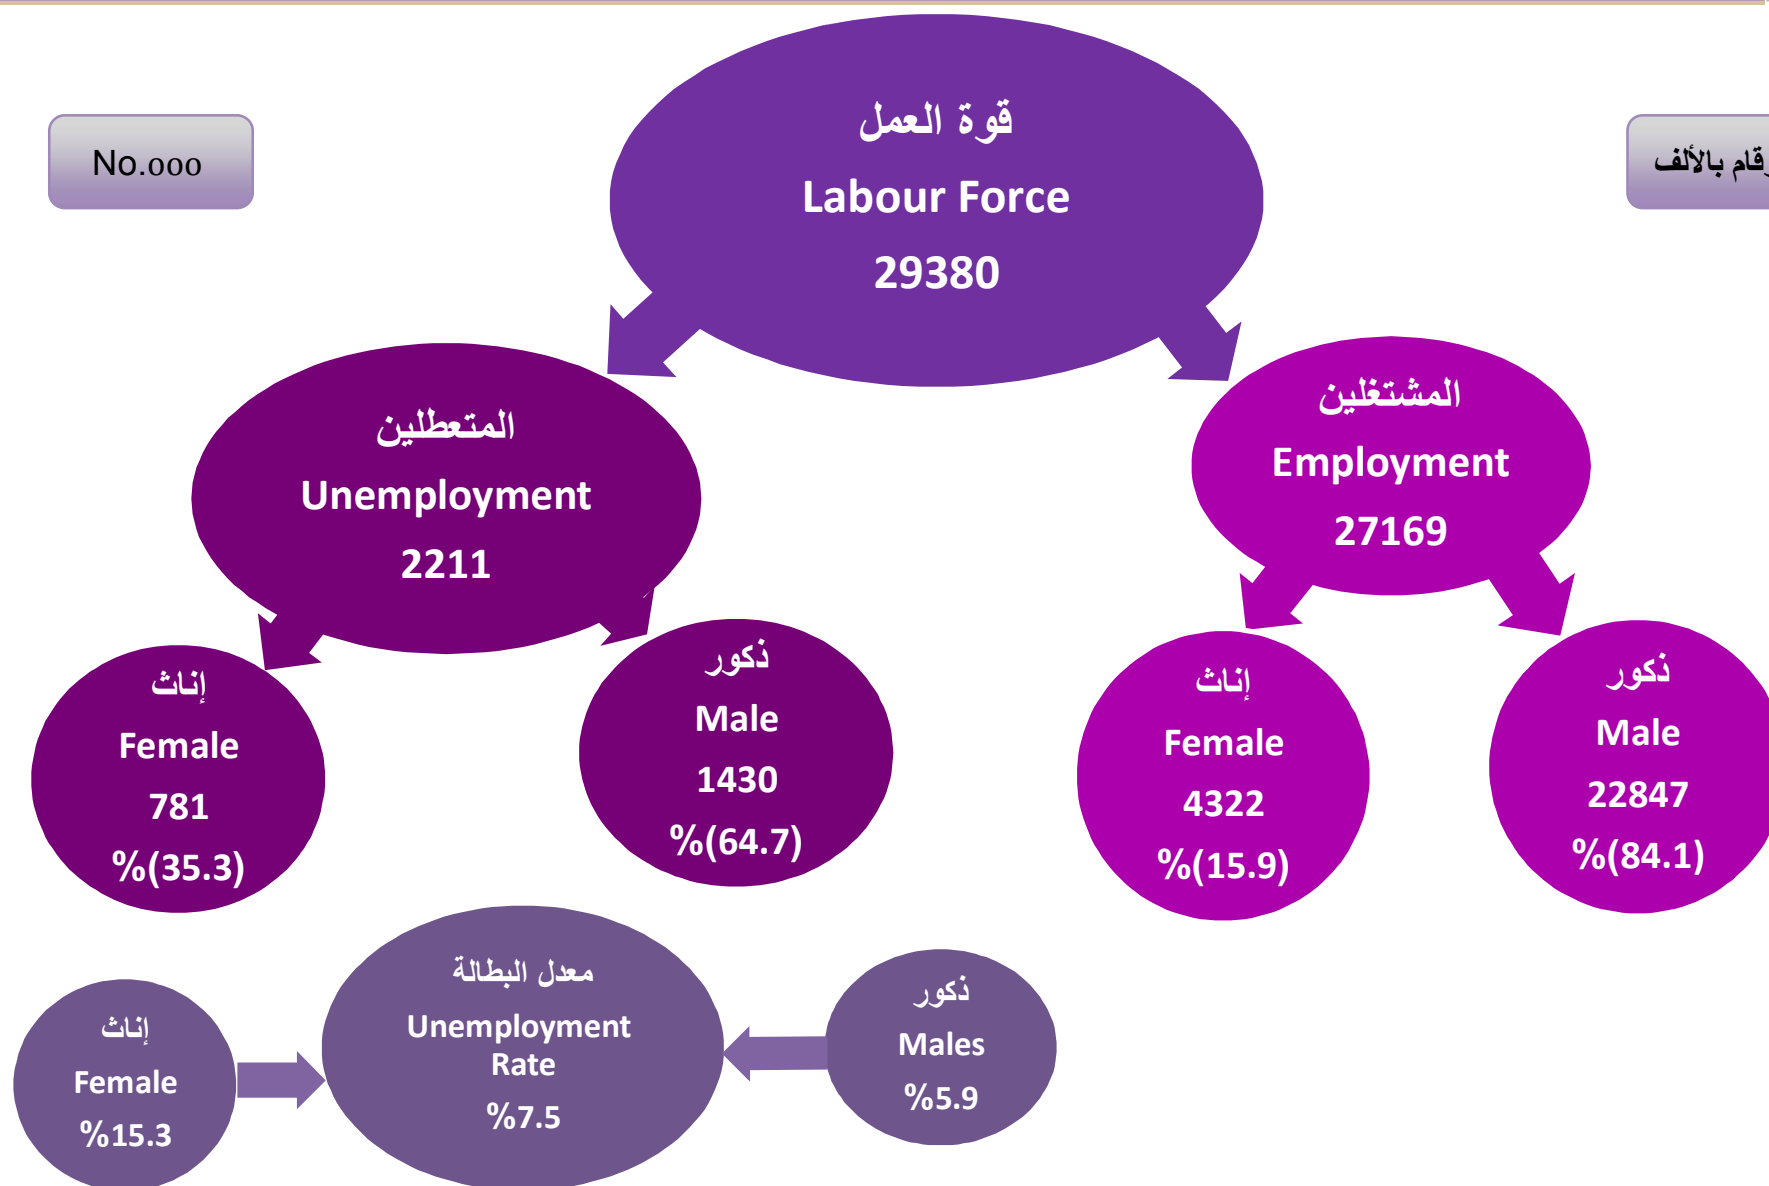 No.000
قوة العمل
Labour Force
29380
بالألف
المتعطلين
Unemployment
2211
المشتغلين
Employment
27169
إناث
Female
781
%(35.3)
ذكور
Male
1430
%(64.7)
إناث
Female
4322
%(15.9)
ذكور
Male
22847
%(84.1)
إناث
Female
%15.3
معدل البطالة
Unemployment
Rate
%7.5
ذكور
Males
%5.9